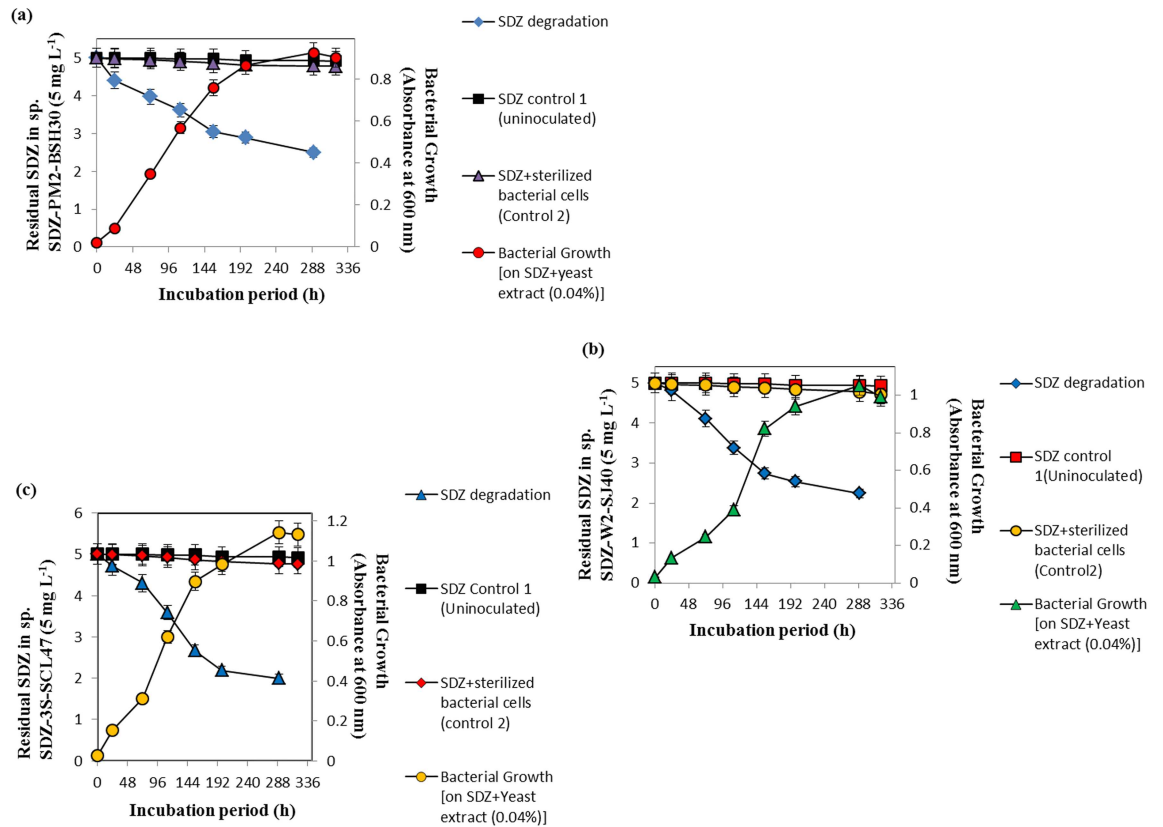 (a)
Residual SDZ in sp.
SDZ-PM2-BSH30 (5 mg L-1)
5
4
3
2
1
0
0 48 96 144 192 240 288 336
Incubation period (h)
0.8
0.6
0.4
0.2
0
Bacterial Growth
(Absorbance at 600 nm)
SDZ degradation
SDZ control 1
(uninoculated)
SDZ+sterilized
bacterial cells
(Control 2)
Bacterial Growth
[on SDZ+yeast
extract (0.04%)]
(b)
Residual SDZ in sp.
SDZ-W2-SJ40 (5 mg L-1)
5
4
3
2
1
0
0 48 96 144 192 240 288 336
Incubation period (h)
1
0.8
0.6
0.4
0.2
0
Bacterial Growth
(Absorbance at 600 nm)
SDZ degradation
SDZ control
1(Uninoculated)
SDZ+sterilized
bacterial cells
(Control2)
Bacterial Growth
[on SDZ+Yeast
extract (0.04%)]
(c)
Residual SDZ in sp.
SDZ-3S-SCL47 (5 mg L-1)
6
5
4
3
2
1
0
0 48 96 144 192 240 288 336
Incubation period (h)
1.2
1
0.8
0.6
0.4
0.2
0
Bacterial Growth
(Absorbance at 600 nm)
SDZ degradation
SDZ Control 1
(Uninoculated)
SDZ+sterilized
bacterial cells
(control 2)
Bacterial Growth
[on SDZ+Yeast
extract (0.04%)]